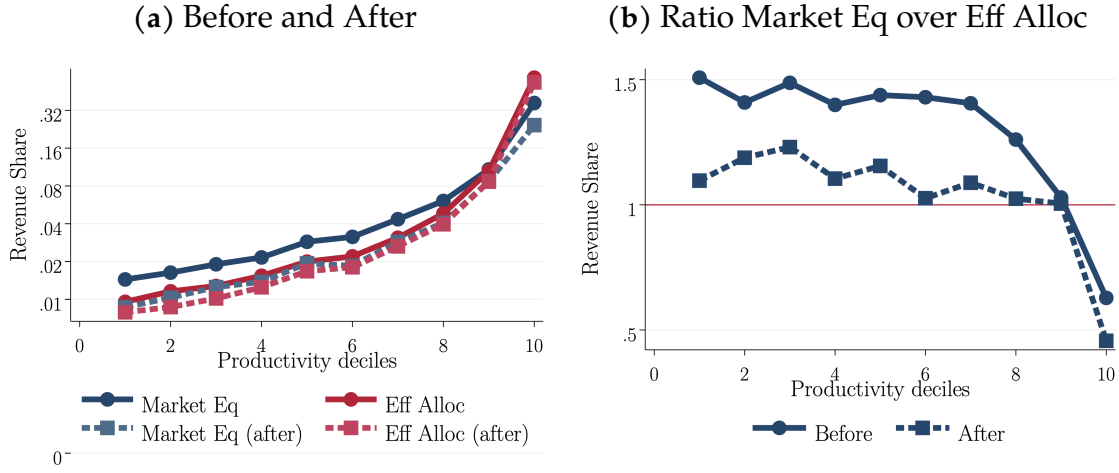 (a) Before and After
Revenue Share
.32
.16
.08
.04
.02
.01
0
0 2 4 6 8 10
Productivity deciles
Market Eq
Eff Alloc
Market Eq (after)
Eff Alloc (after)
(b) Ratio Market Eq over Eff Alloc
Revenue Share
1.5
1
.5
0 2 4 6 8 10
Productivity deciles
Before
After